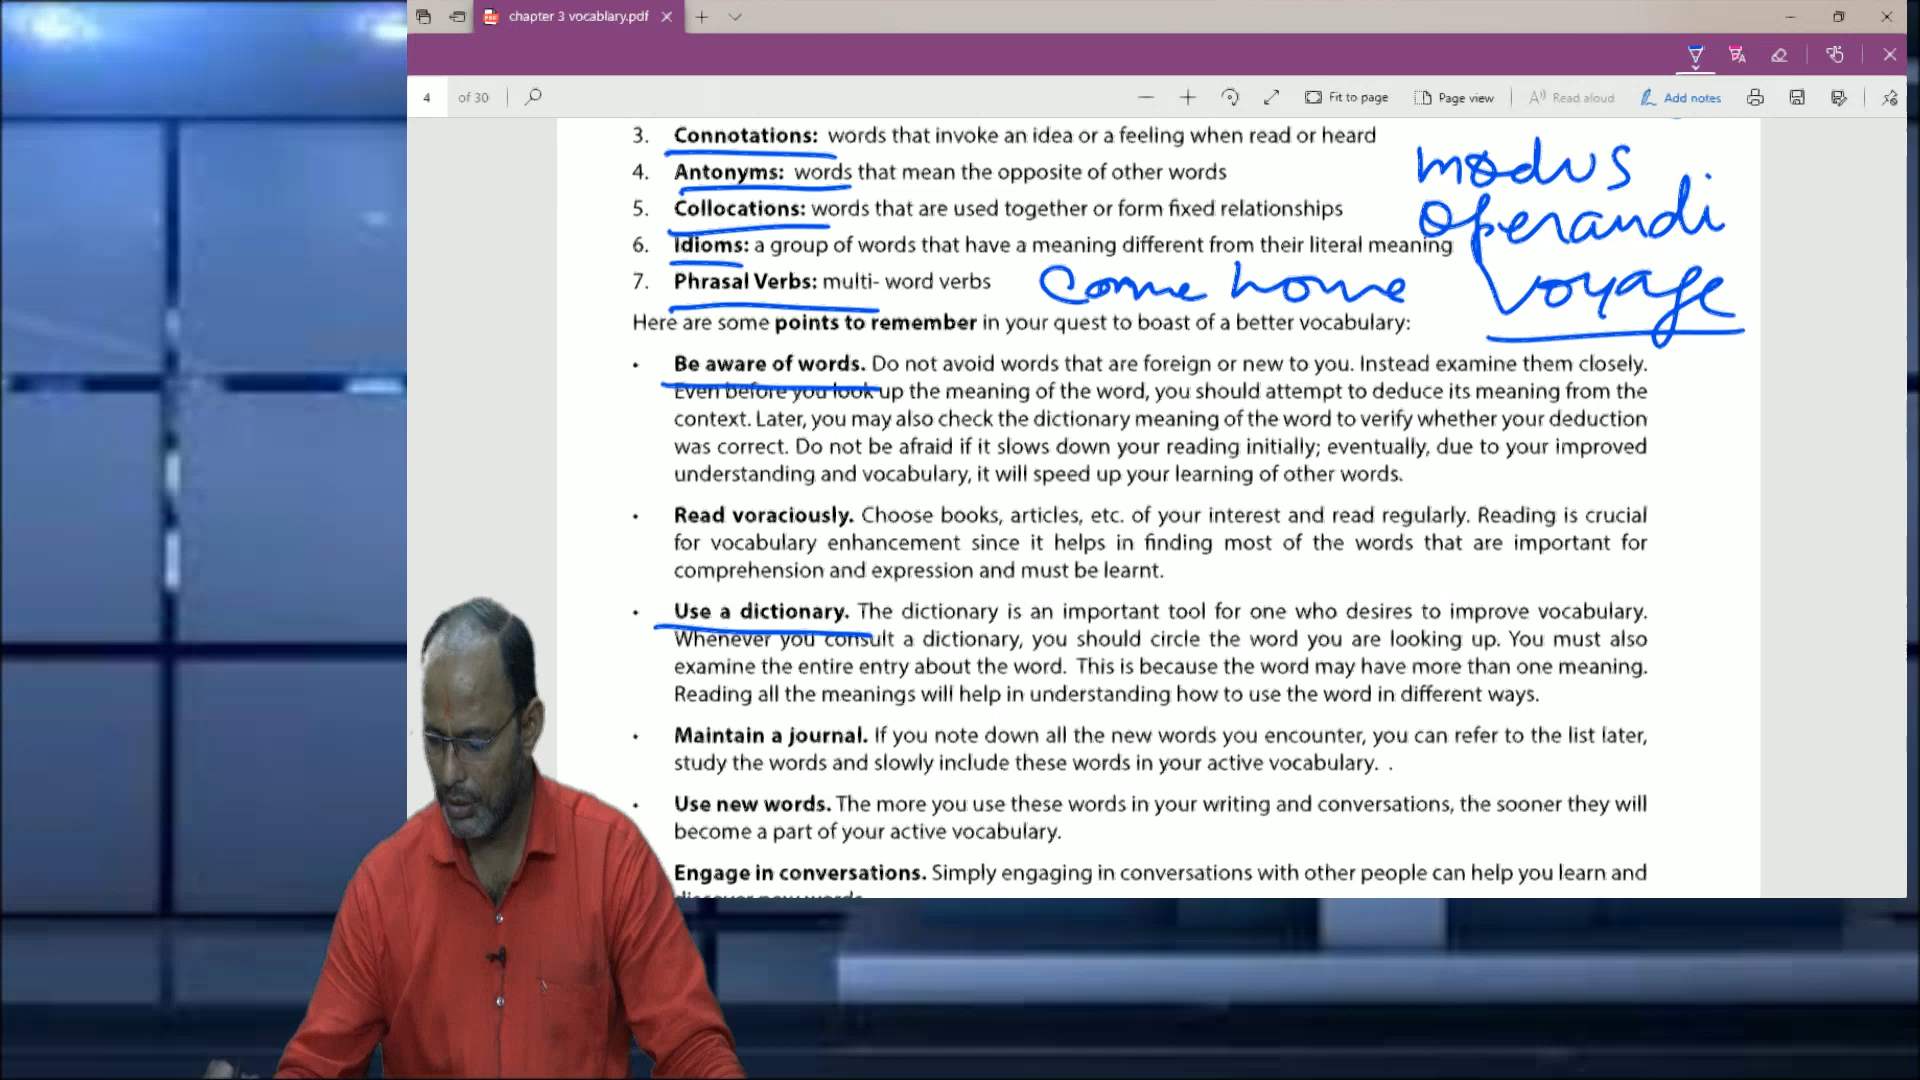 chapter 3 vocablary.pdf
4 of 30 Fit to page Page view Read aloud Add notes
3. Connotations: words that invoke an idea or a feeling when read or heard
modus
4. Antonyms: words that mean the opposite of other words
5. Collocations: words that are used together or form fixed relationships
operandi
6. Idioms: a group of words that have a meaning different from their literal meaning
7. Phrasal Verbs: multi- word verbs
come home
voyage
Here are some points to remember in your quest to boast of a better vocabulary:
• Be aware of words. Do not avoid words that are foreign or new to you. Instead examine them closely.
Even before you look up the meaning of the word, you should attempt to deduce its meaning from the
context. Later, you may also check the dictionary meaning of the word to verify whether your deduction
was correct. Do not be afraid if it slows down your reading initially; eventually, due to your improved
understanding and vocabulary, it will speed up your learning of other words.
• Read voraciously. Choose books, articles, etc. of your interest and read regularly. Reading is crucial
for vocabulary enhancement since it helps in finding most of the words that are important for
comprehension and expression and must be learnt.
• Use a dictionary. The dictionary is an important tool for one who desires to improve vocabulary.
Whenever you consult a dictionary, you should circle the word you are looking up. You must also
examine the entire entry about the word. This is because the word may have more than one meaning.
Reading all the meanings will help in understanding how to use the word in different ways.
• Maintain a journal. If you note down all the new words you encounter, you can refer to the list later,
study the words and slowly include these words in your active vocabulary. .
• Use new words. The more you use these words in your writing and conversations, the sooner they will
become a part of your active vocabulary.
Engage in conversations. Simply engaging in conversations with other people can help you learn and
discover new words